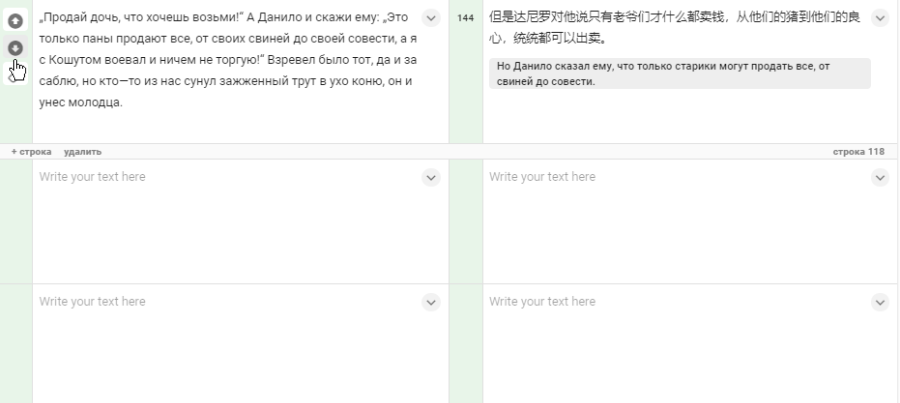 „Продай дочь, что хочешь возьми!“ А Данило и скажи ему: „Это
только паны продают все, от своих свиней до своей совести, а я
с Кошутом воевал и ничем не торгую!“ Взревел было тот, да и за
саблю, но кто—то из нас сунул зажженный трут в ухо коню, он и
унес молодца.
144
但是达尼罗对他说只有老爷们才什么都卖钱，从他们的猪到他们的良
心，统统都可以出卖。
Но Данило сказал ему, что только старики могут продать все, от
свиней до совести.
+ строка удалить
строка 118
Write your text here
Write your text here
Write your text here
Write your text here